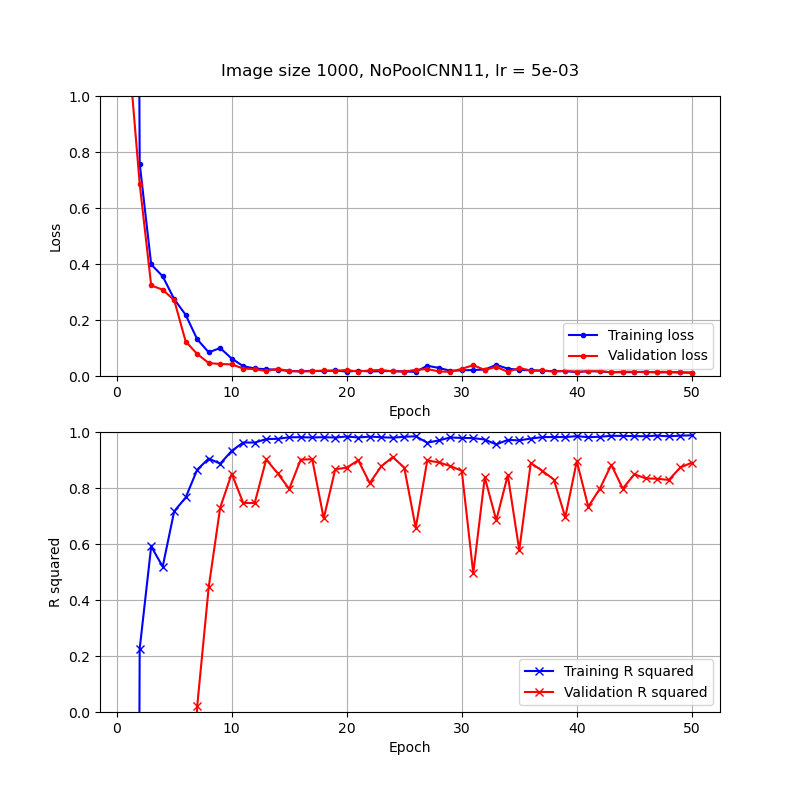 Image size 1000, NoPoolCNN11, lr = 5e-03
1.0
0.8
0.6
0.4
0.2
0.0
Loss
Training loss
Validation loss
0 10 20 30 40 50
Epoch
1.0
0.8
0.6
0.4
0.2
0.0
R squared
Training R squared
Validation R squared
0 10 20 30 40 50
Epoch